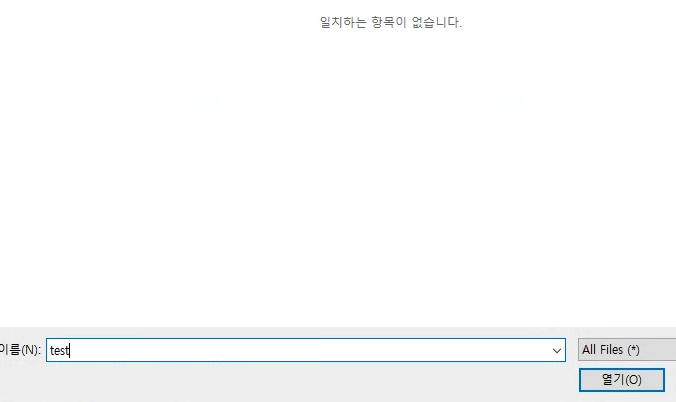 일치하는 항목이 없습니다.
이름(N): test All Files (*)
열기(O)